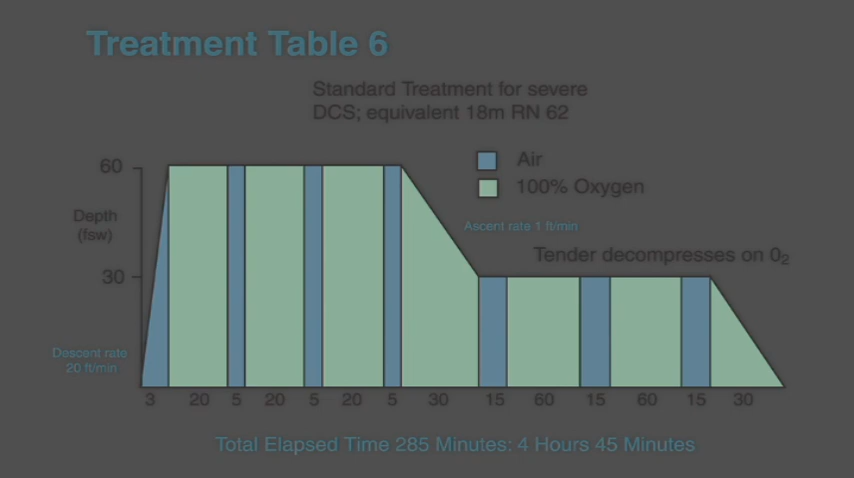 Treatment Table 6
Standard Treatment for severe
DCS; equivalent 18m RN 62
Air
100% Oxygen
60
Depth
(fsw)
Ascent rate 1 ft/min
Tender decompresses on 0₂
30
Descent rate
20 ft/min
3 20 5 20 5 20 5 30 15 60 15 60 15 30
Total Elapsed Time 285 Minutes: 4 Hours 45 Minutes